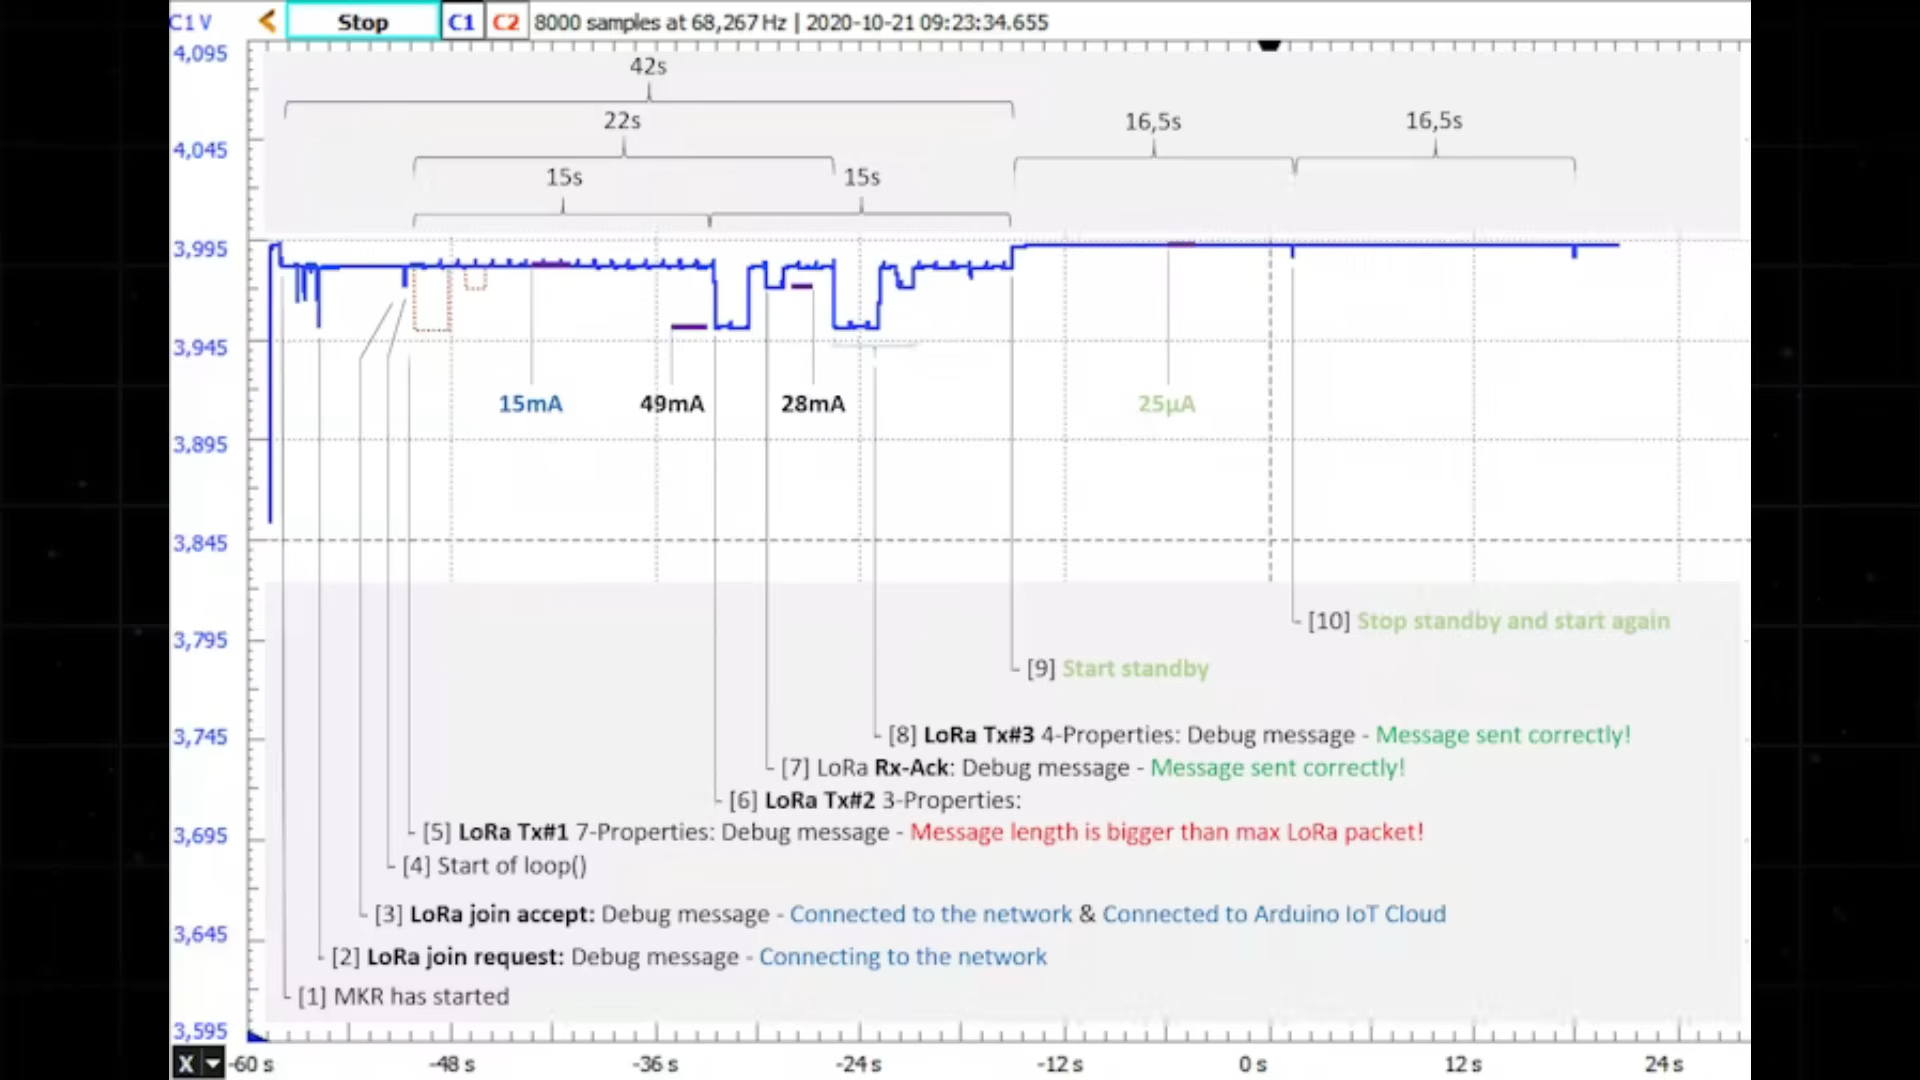 C1 V
Stop
C1 C2 8000 samples at 68,267 Hz | 2020-10-21 09:23:34.655
4,095
42s
22s
16,5s
16,5s
4,045
15s
15s
3,995
3,945
15mA
49mA
28mA
25µA
3,895
3,845
3,795
[10] Stop standby and start again
[9] Start standby
3,745
[8] LoRa Tx#3 4-Properties: Debug message - Message sent correctly!
[7] LoRa Rx-Ack: Debug message - Message sent correctly!
[6] LoRa Tx#2 3-Properties:
3,695
[5] LoRa Tx#1 7-Properties: Debug message - Message length is bigger than max LoRa packet!
[4] Start of loop()
[3] LoRa join accept: Debug message - Connected to the network & Connected to Arduino IoT Cloud
3,645
[2] LoRa join request: Debug message - Connecting to the network
[1] MKR has started
3,595
X
-60 s
-48 s
-36 s
-24 s
-12 s
0 s
12 s
24 s